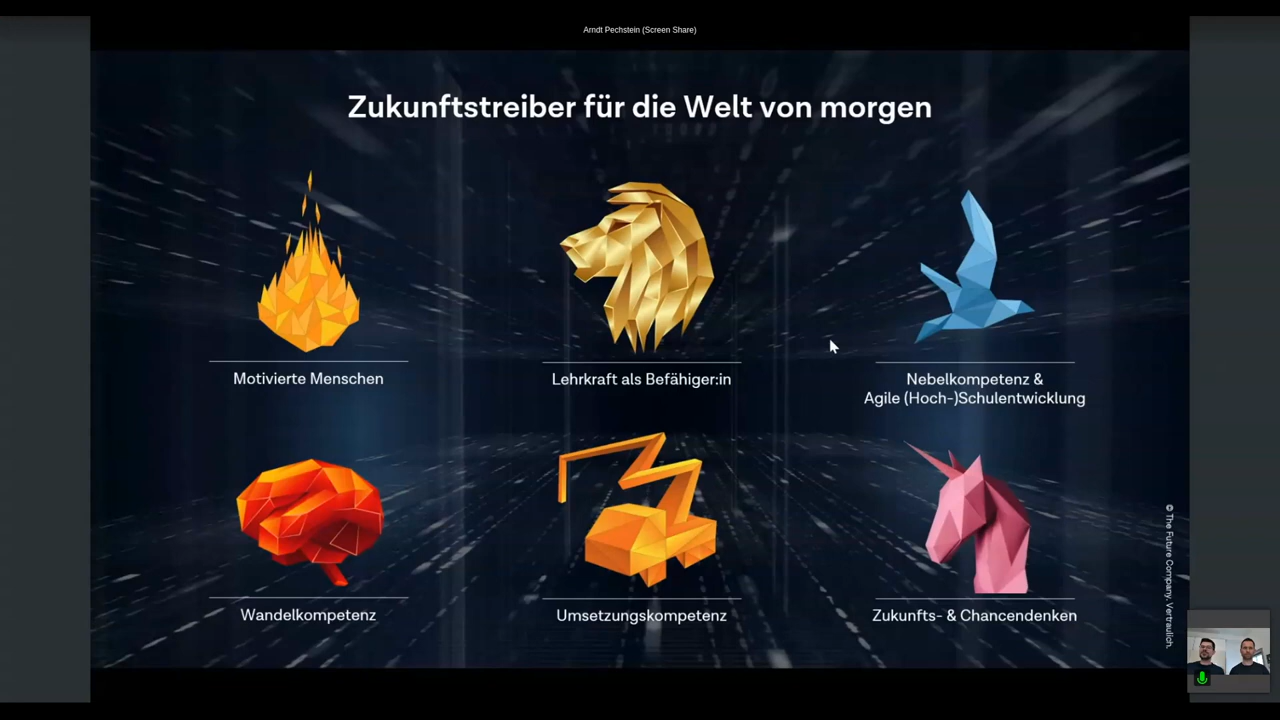 Arndt Pechstein (Screen Share)
Zukunftstreiber für die Welt von morgen
Motivierte Menschen
Lehrkraft als Befähiger:in
Nebelkompetenz &
Agile (Hoch-)Schulentwicklung
Wandelkompetenz
Umsetzungskompetenz
Zukunfts- & Chancendenken
© The Future Company. Vertraulich.